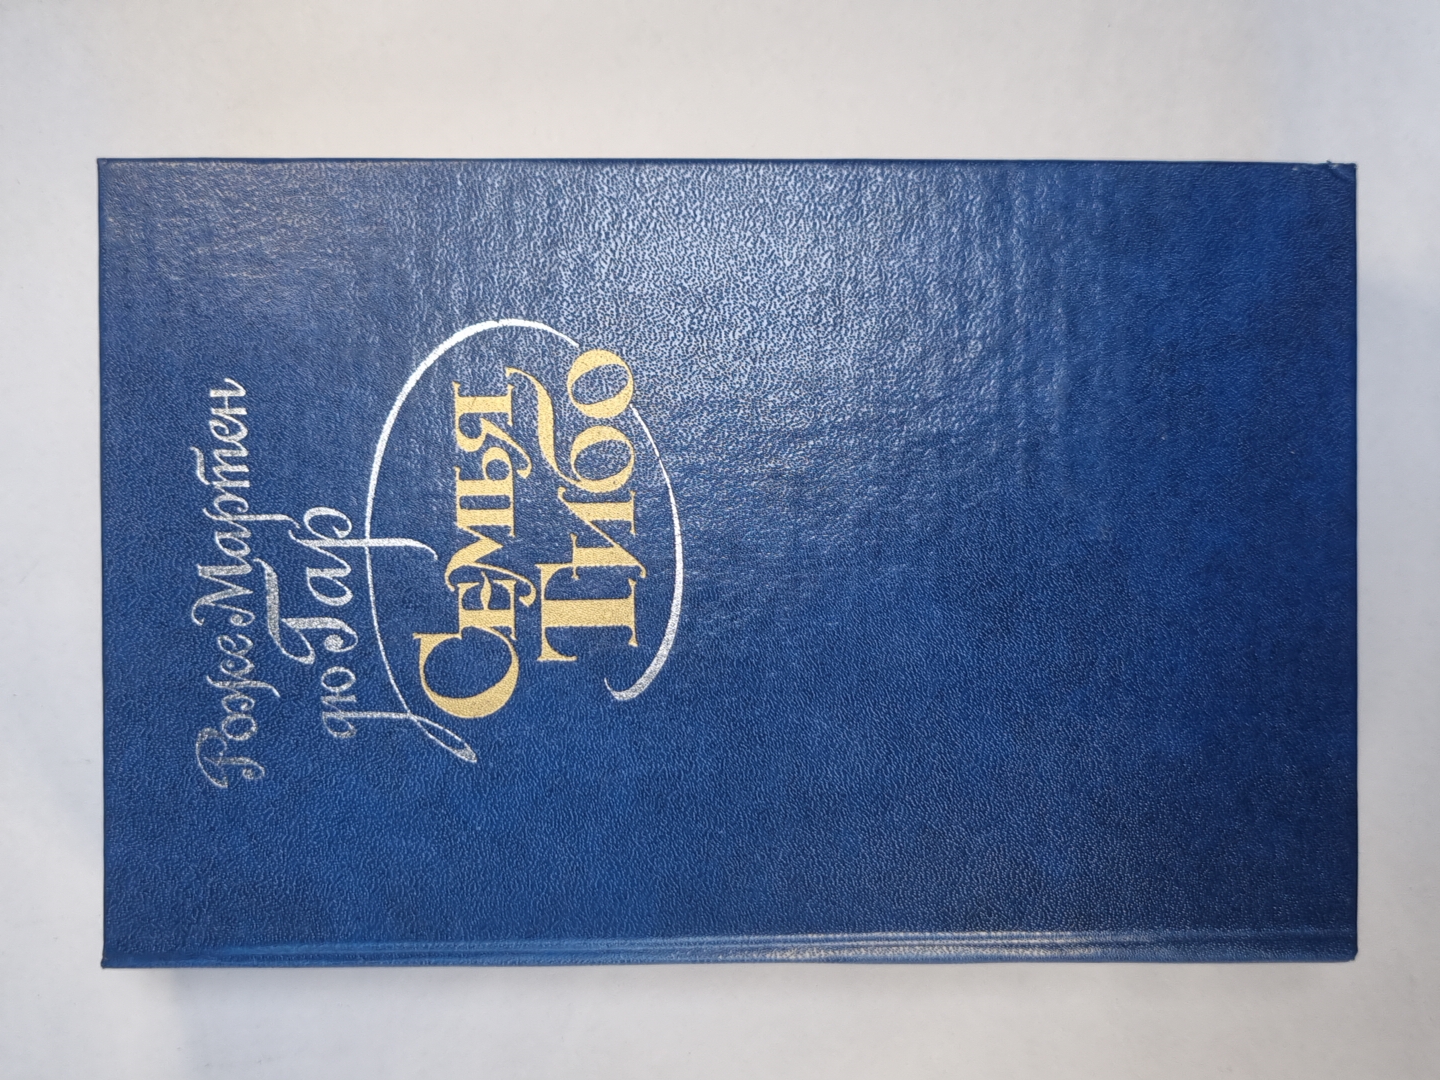 Роже Мартен
дю Гар
Семья
Тибо